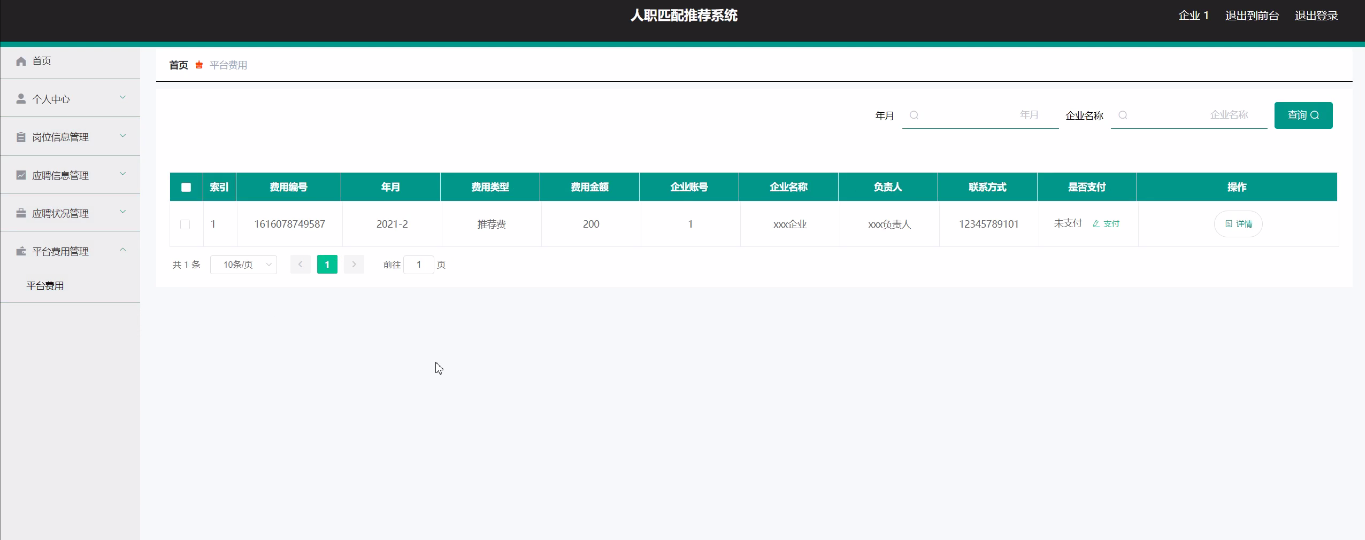 人职匹配推荐系统
企业 1 退出到前台 退出登录
首页
个人中心
岗位信息管理
应聘信息管理
应聘状况管理
平台费用管理
平台费用
首页 平台费用
年月 年月 企业名称 企业名称 查询
索引 费用编号 年月 费用类型 费用金额 企业账号 企业名称 负责人 联系方式 是否支付 操作
1 1616078749587 2021-2 推荐费 200 1 xxx企业 xxx负责人 12345789101 未支付 支付 详情
共 1 条 10条/页 1 前往 1 页